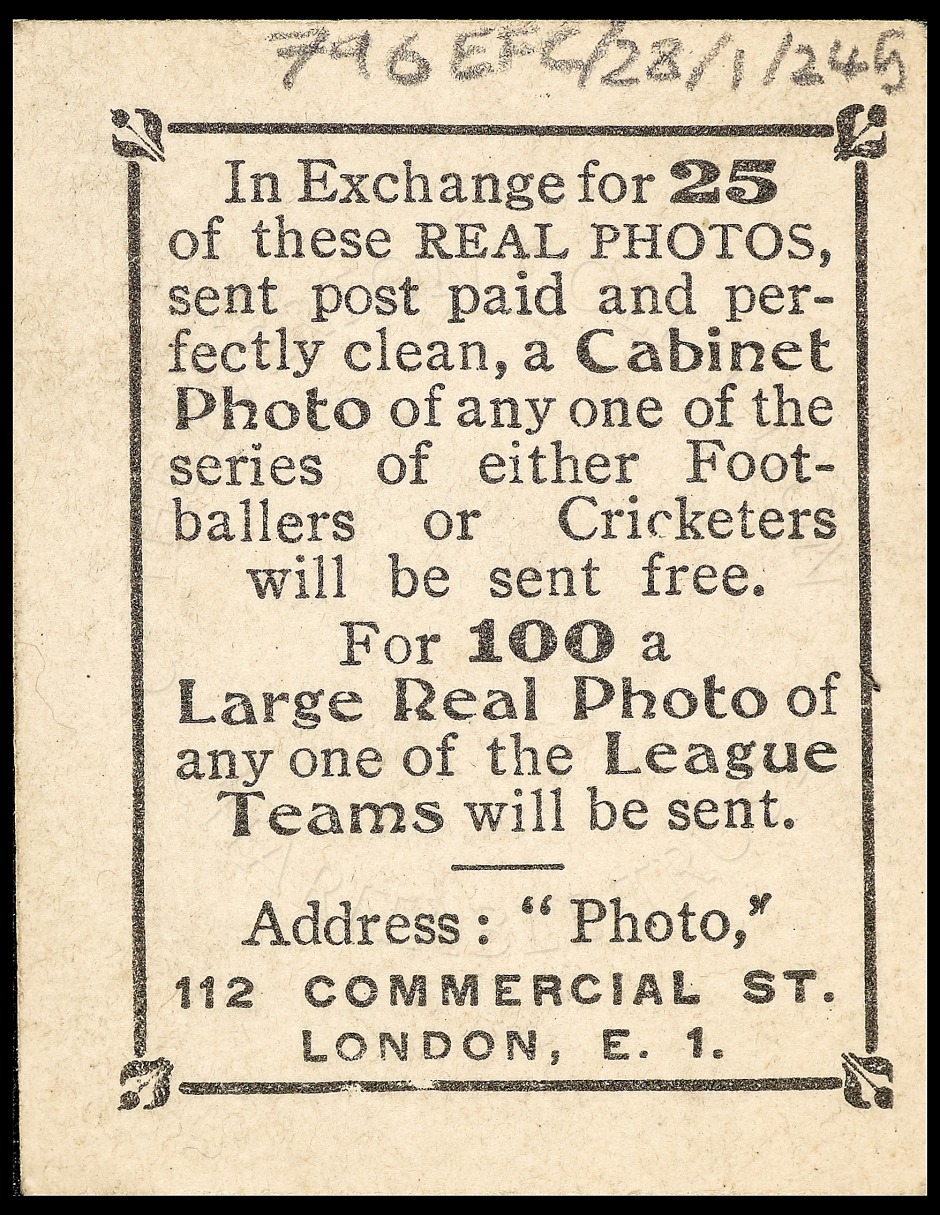 796 EFC/28/1/245
In Exchange for 25
of these REAL PHOTOS,
sent post paid and per-
fectly clean, a Cabinet
Photo of any one of the
series of either Foot-
ballers or Cricketers
will be sent free.
For 100 a
Large Real Photo of
any one of the League
Teams will be sent.
Address: "Photo,"
112 COMMERCIAL ST.
LONDON, E. 1.